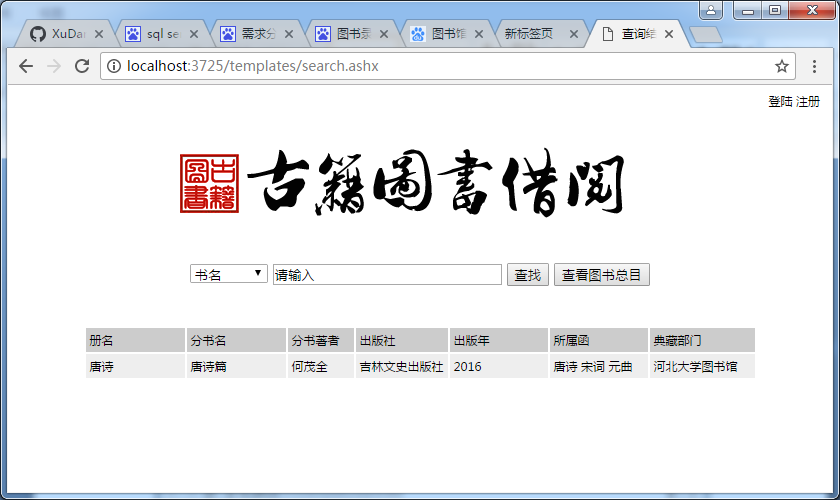 XuDar
sql se
需求分
图书
图书馆
新标签页
查询结
localhost:3725/templates/search.ashx
登陆 注册
古籍圖書
古籍圖書借閱
书名 请输入 查找 查看图书总目
册名 分书名 分书著者 出版社 出版年 所属函 典藏部门
唐诗 唐诗篇 何茂全 吉林文史出版社 2016 唐诗 宋词 元曲 河北大学图书馆